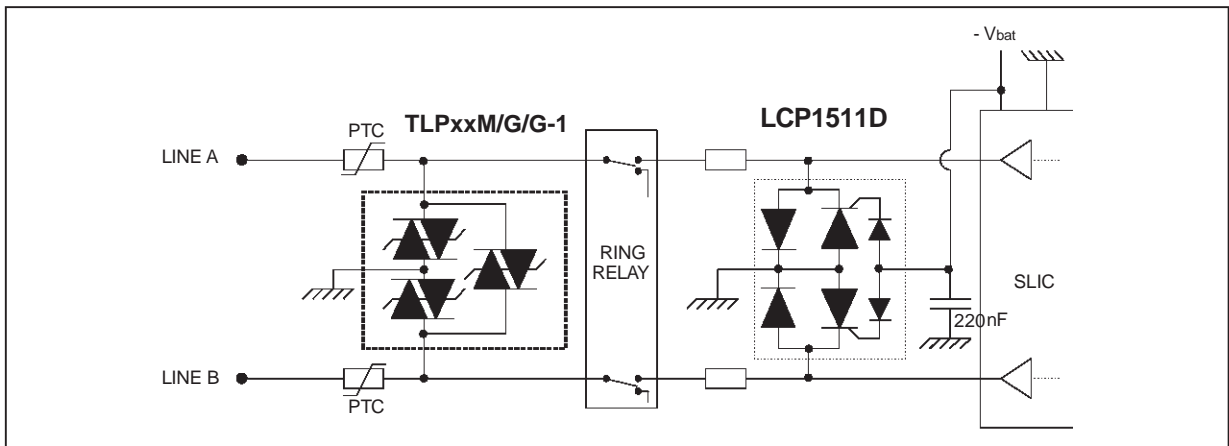 - Vbat
TLPxxM/G/G-1
LCP1511D
PTC
LINE A
RING
RELAY
SLIC
220nF
LINE B
PTC